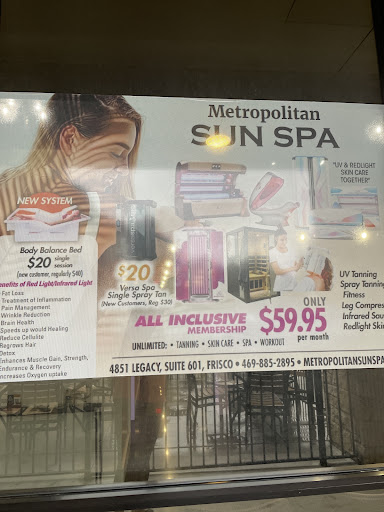 Metropolitan
SUN SPA
"UV & REDLIGHT
SKIN CARE
TOGETHER"
NEW SYSTEM
Body Balance Bed
$20 single
session
(new customer, regularly $40)
Benefits of Red Light/Infrared Light
Fat Loss
Treatment of Inflammation
Pain Management
Wrinkle Reduction
Brain Health
Speeds up would Healing
Reduce Cellulite
Regrows Hair
Detox
Enhances Muscle Gain, Strength,
Endurance & Recovery
Increases Oxygen uptake
$20
Versa Spa
Single Spray Tan
(New Customers, Reg $30)
UV Tanning
Spray Tanning
Fitness
Leg Compress
Infrared Sau
Redlight Skin
ALL INCLUSIVE
MEMBERSHIP
ONLY
$59.95
per month
UNLIMITED: • TANNING • SKIN CARE • SPA • WORKOUT
4851 LEGACY, SUITE 601, FRISCO • 469-885-2895 • METROPOLITANSUNSPA